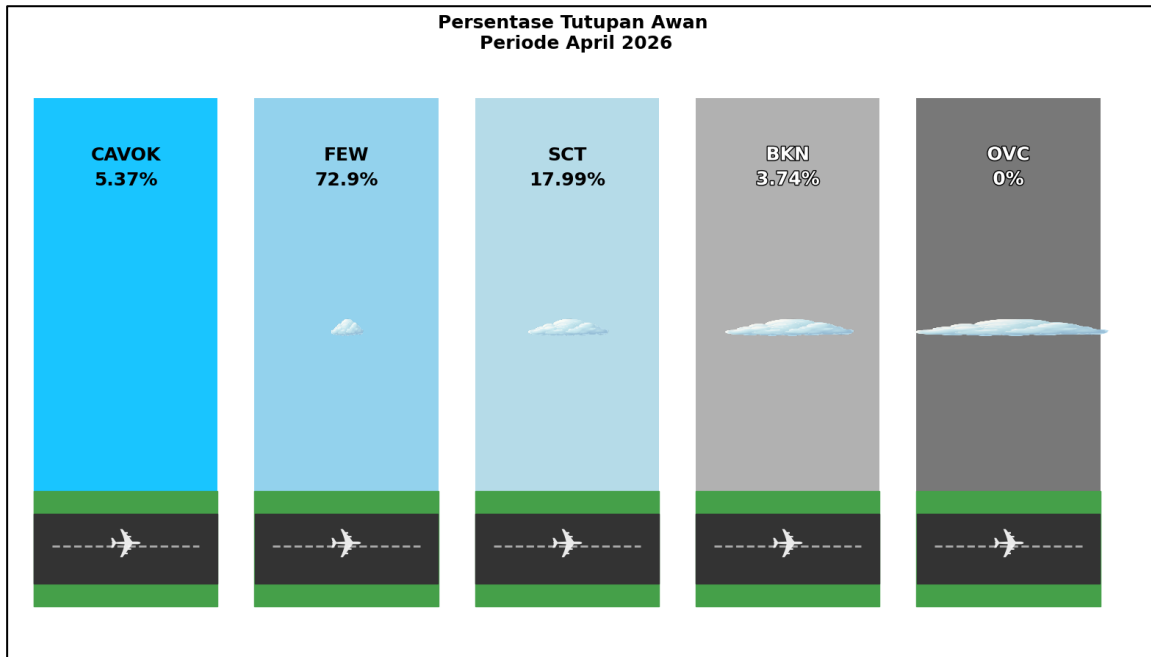 Persentase Tutupan Awan
Periode April 2026
CAVOK
5.37%
FEW
72.9%
SCT
17.99%
BKN
3.74%
OVC
0%